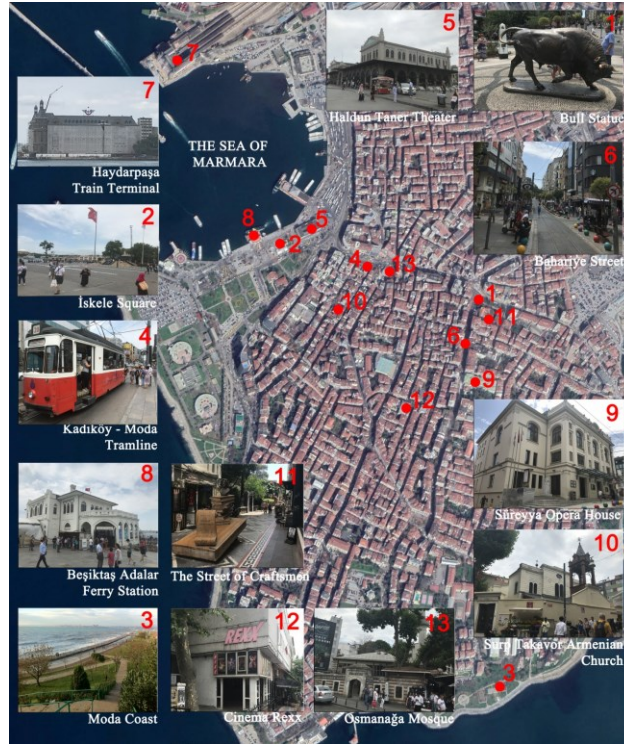 5
Haldun Taner Theater
1
Bull Statue
7
Haydarpaşa
Train Terminal
THE SEA OF
MARMARA
6
Bahariye Street
2
İskele Square
4
Kadıköy - Moda
Tramline
9
Süreyya Opera House
8
Beşiktaş Adalar
Ferry Station
11
The Street of Craftsmen
10
Surp Takavor Armenian
Church
3
Moda Coast
12
REXX
Cinema Rexx
13
Osmanağa Mosque
7
8
2
5
4
13
10
1
11
6
9
12
3